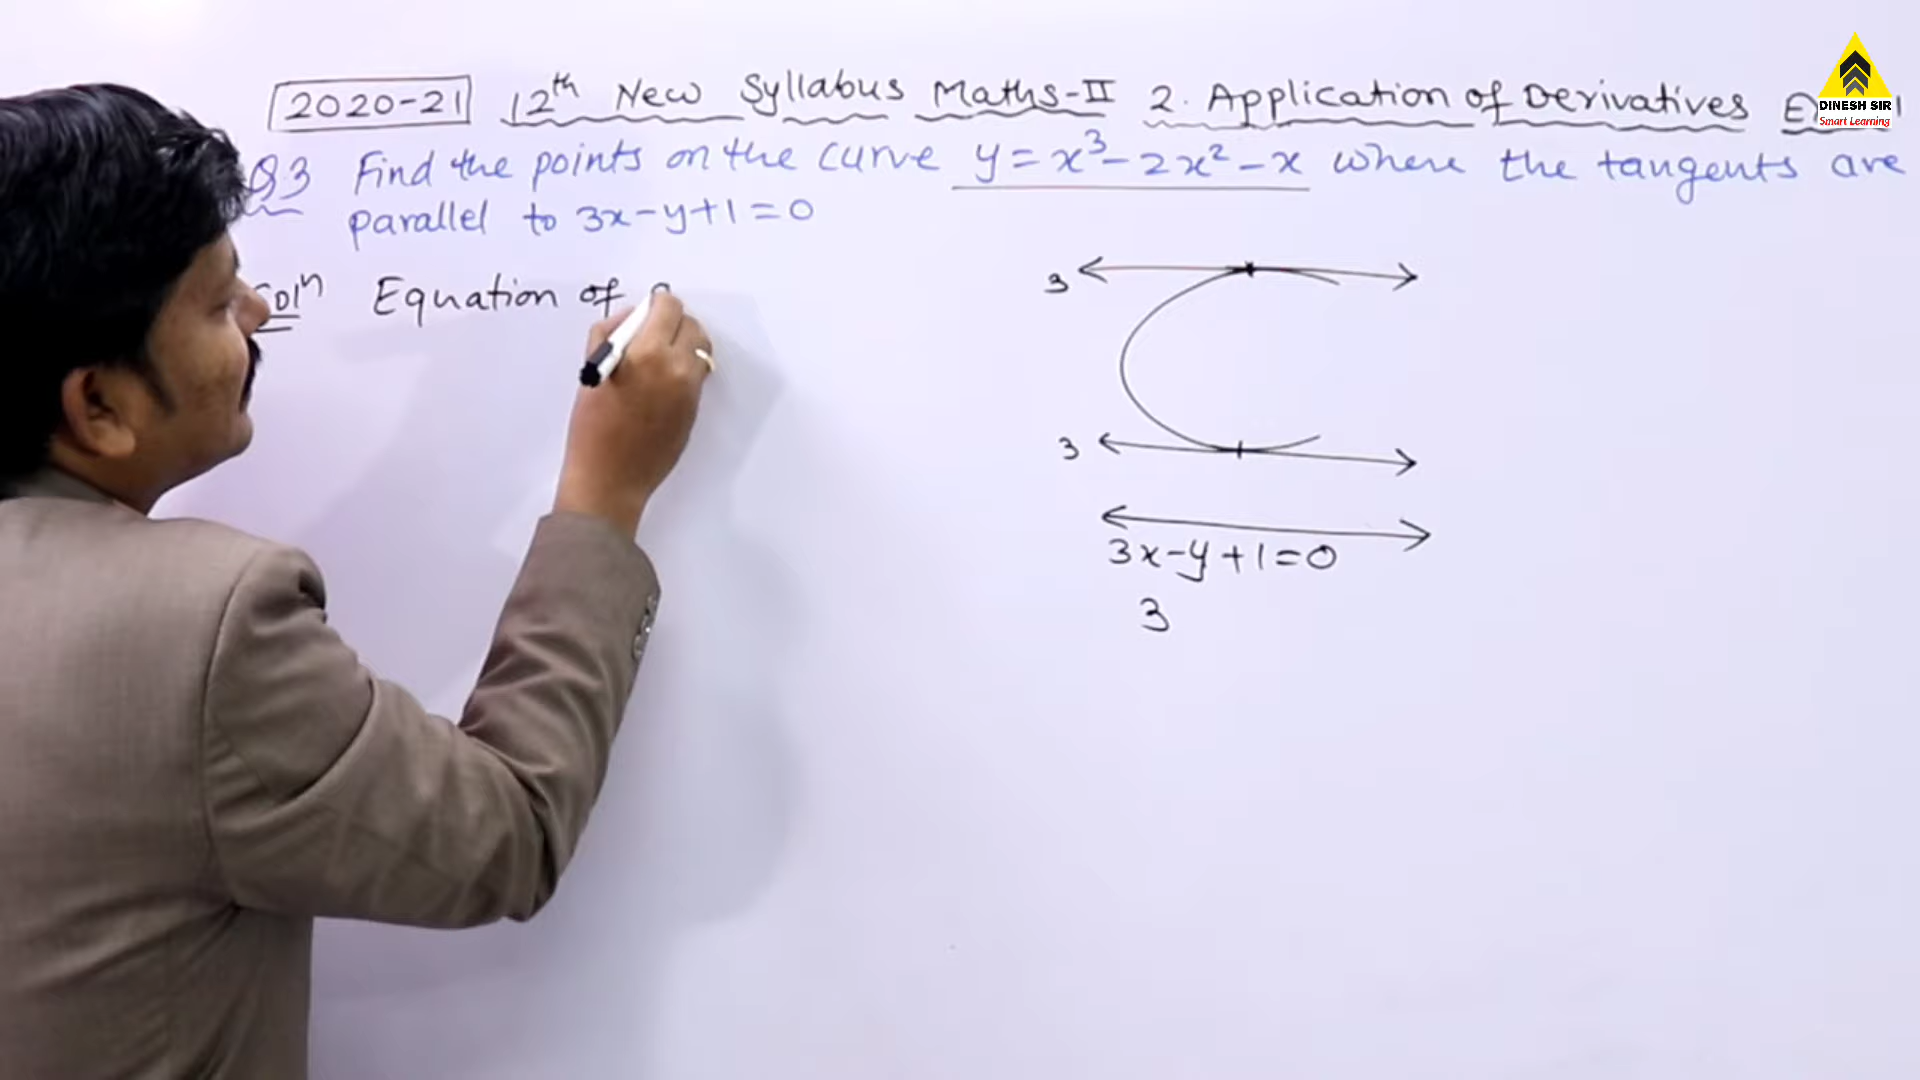 2020-21 12th New Syllabus Maths-II 2. Application of Derivatives
Q3 Find the points on the curve y = x³ - 2x² - x where the tangents are
parallel to 3x - y + 1 = 0
Solⁿ Equation of
3
3
3x - y + 1 = 0
3
DINESH SIR
Smart Learning